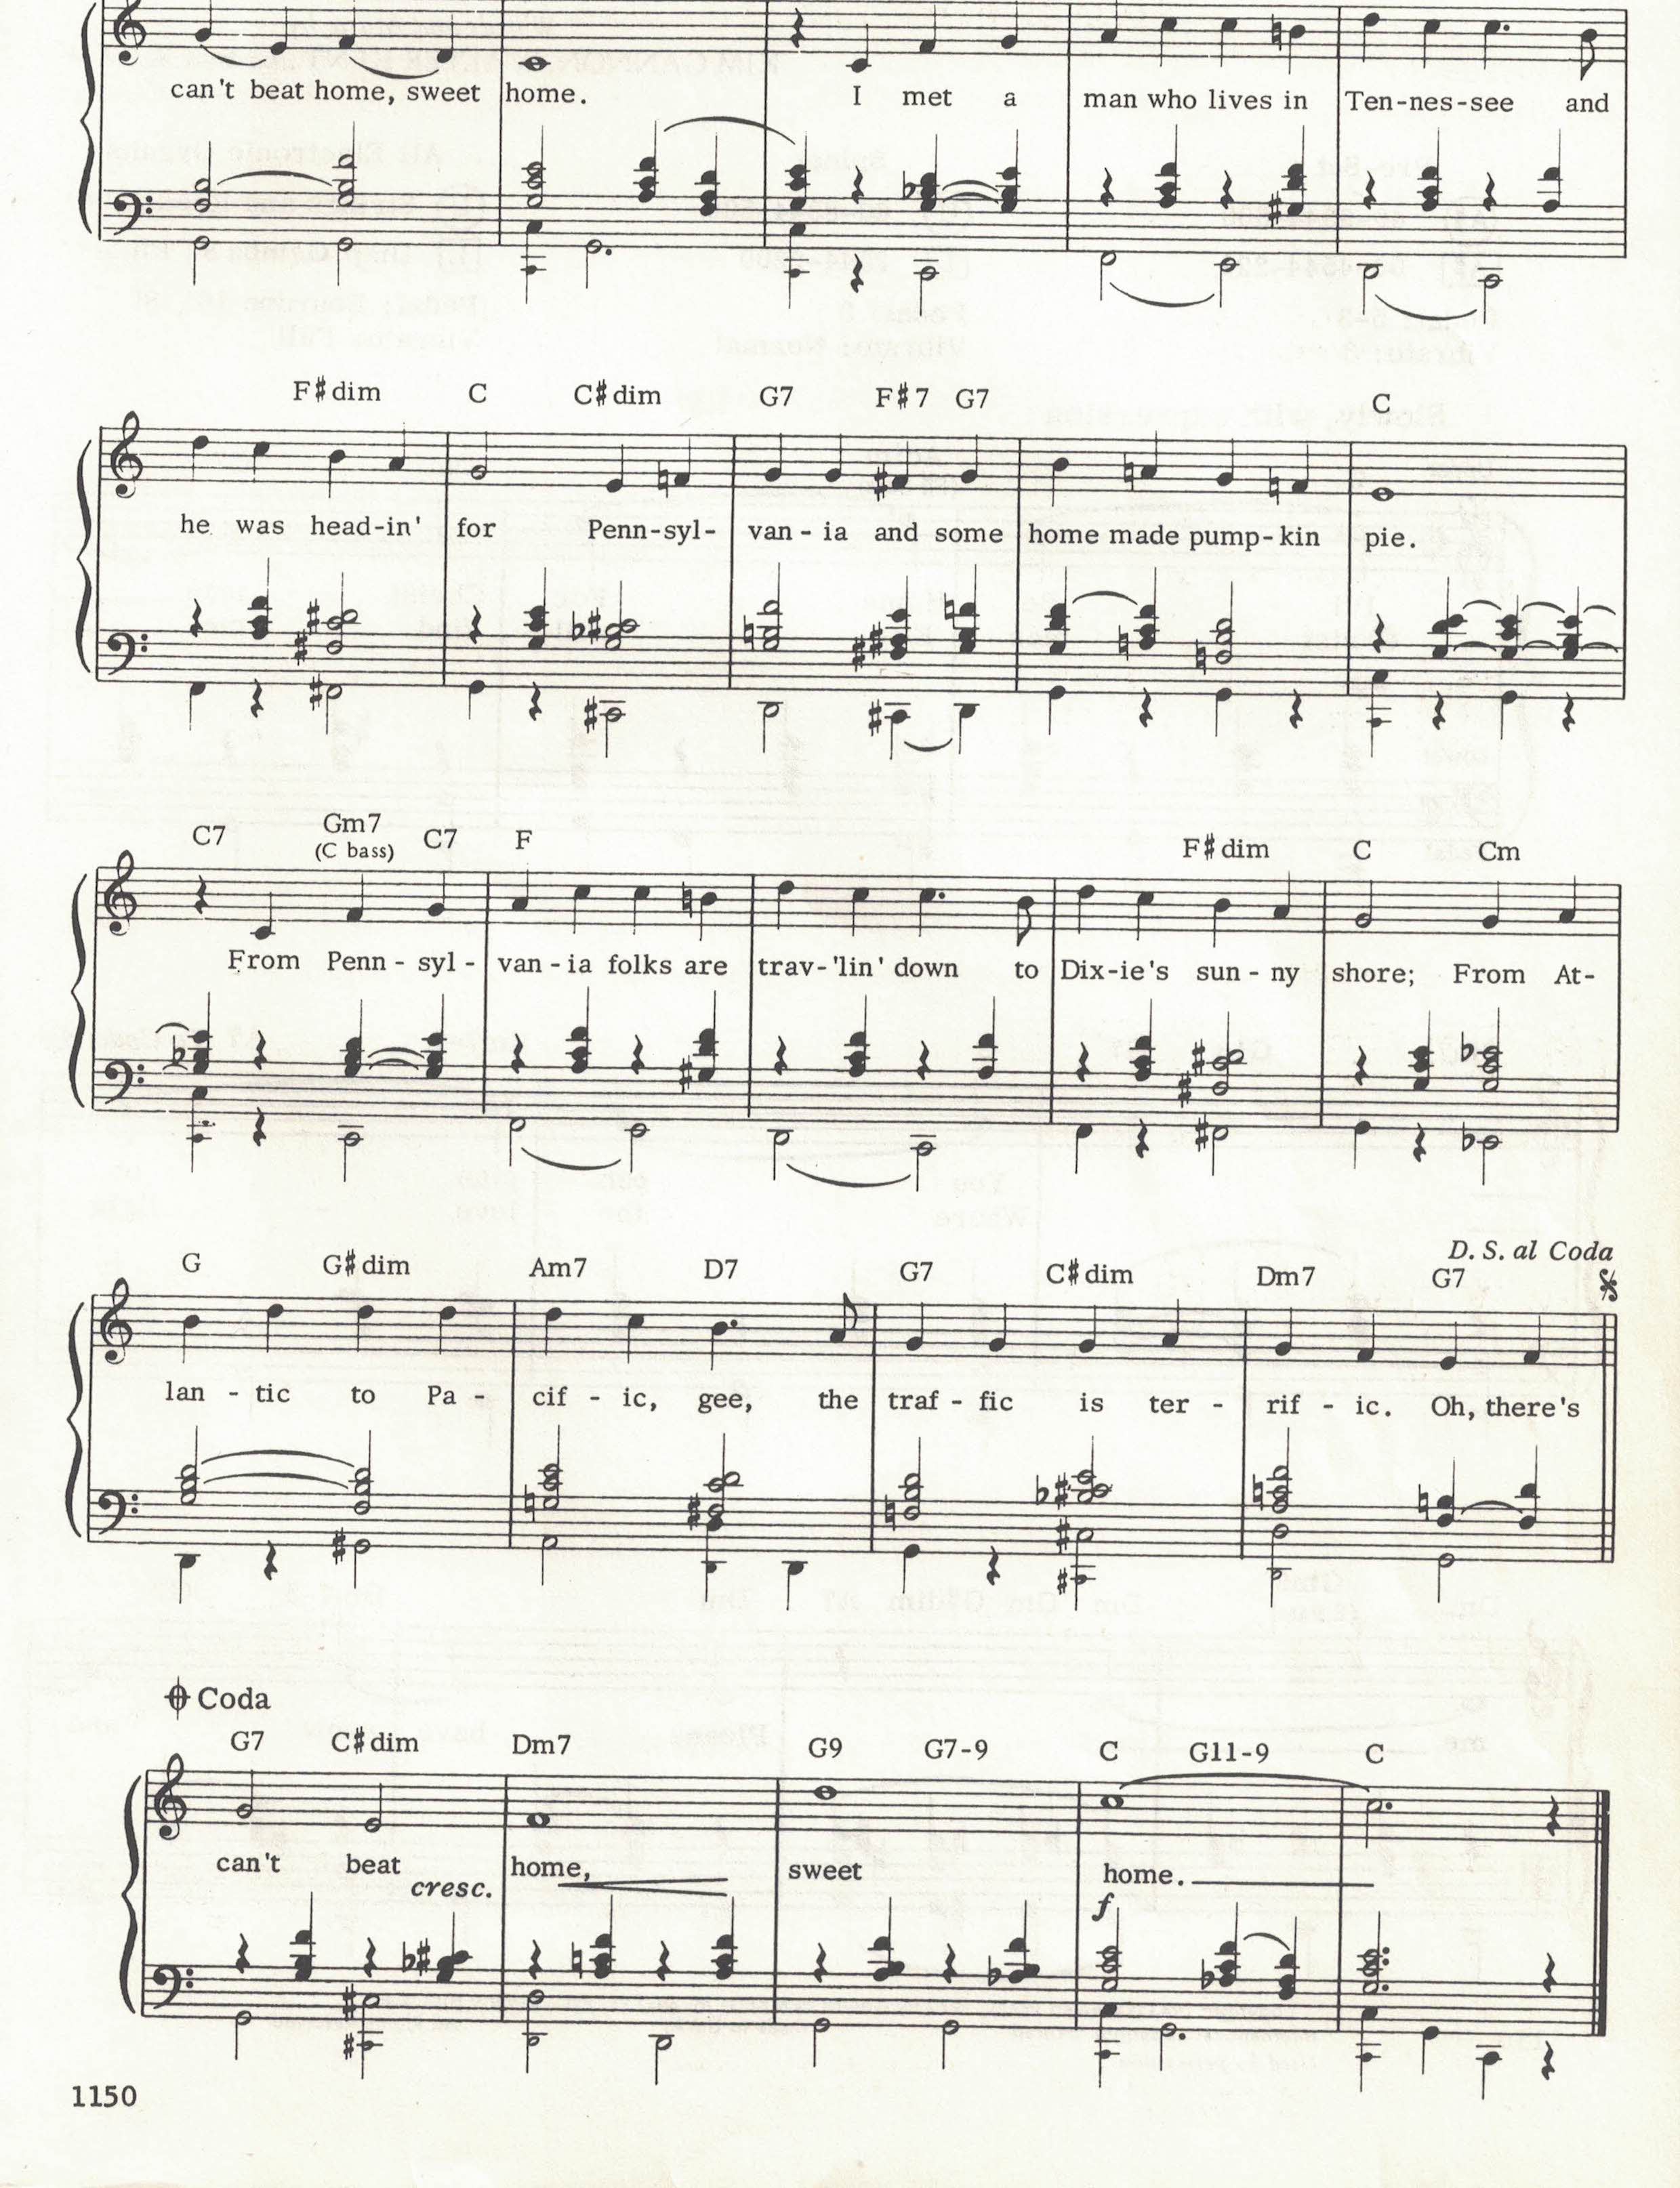 can't beat home, sweet home. I met a man who lives in Ten-nes-see and
F#dim C C#dim G7 F#7 G7 C
he was head-in' for Penn-syl- van - ia and some home made pump-kin pie.
C7 Gm7 C7 F F#dim C Cm
(C bass)
From Penn - syl - van - ia folks are trav-'lin' down to Dix-ie's sun - ny shore; From At-
D. S. al Coda
G G#dim Am7 D7 G7 C#dim Dm7 G7
lan - tic to Pa - cif - ic, gee, the traf - fic is ter - rif - ic. Oh, there's
Coda
G7 C#dim Dm7 G9 G7-9 C G11-9 C
can't beat home, sweet home.
cresc.
f
1150